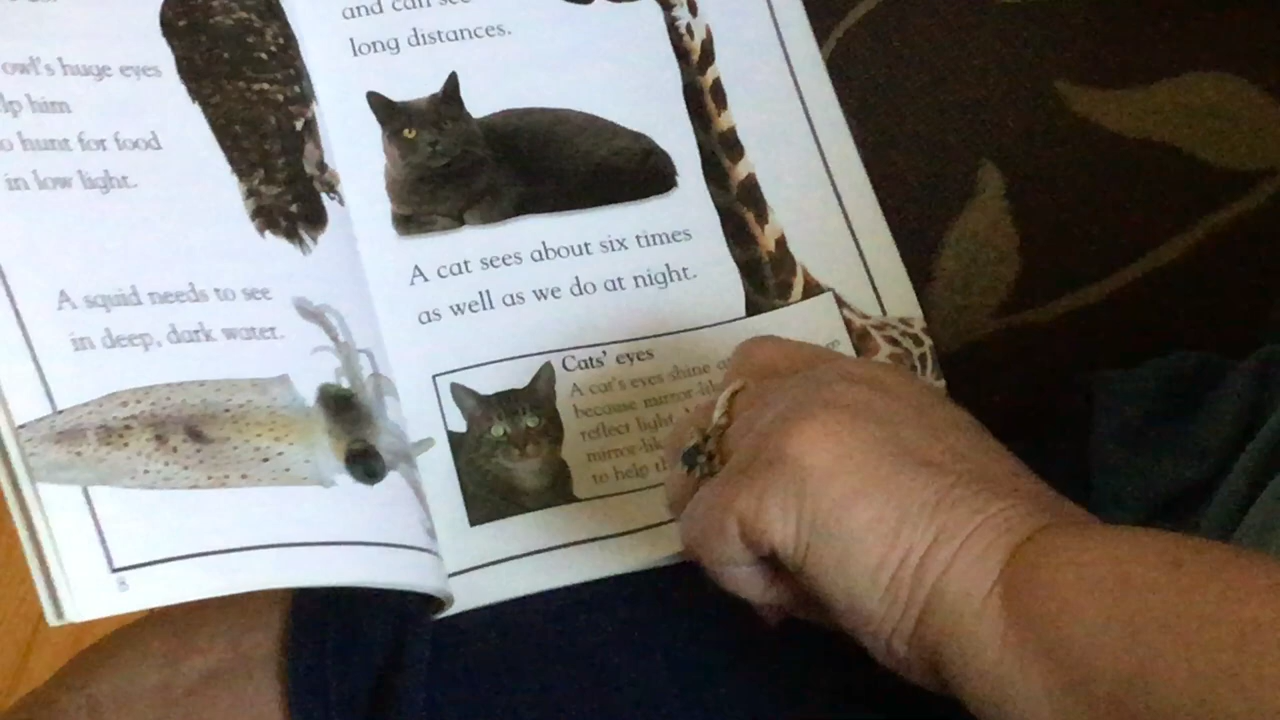 owl's huge eyes
lp him
o hunt for food
in low light.
A squid needs to see
in deep, dark water.
8
and can see
long distances.
A cat sees about six times
as well as we do at night.
Cats' eyes
A cat's eyes shine
because mirror-lik
reflect light.
mirror-lik
to help th